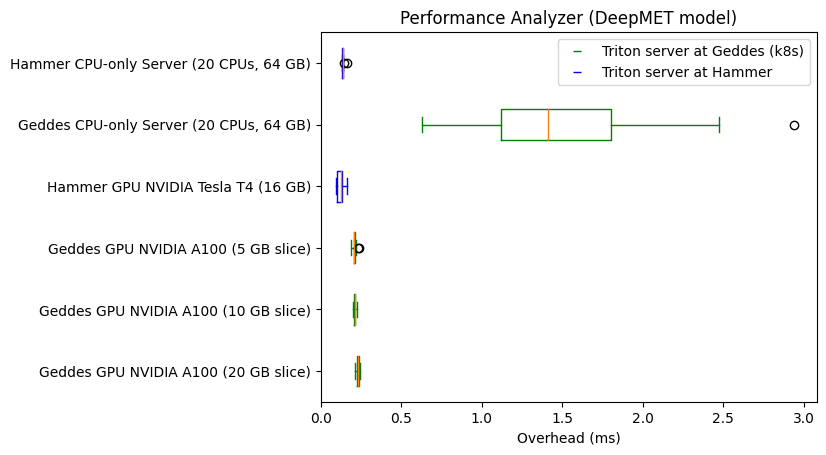 Performance Analyzer (DeepMET model)
Triton server at Geddes (k8s)
Triton server at Hammer
Hammer CPU-only Server (20 CPUs, 64 GB)
Geddes CPU-only Server (20 CPUs, 64 GB)
Hammer GPU NVIDIA Tesla T4 (16 GB)
Geddes GPU NVIDIA A100 (5 GB slice)
Geddes GPU NVIDIA A100 (10 GB slice)
Geddes GPU NVIDIA A100 (20 GB slice)
0.0 0.5 1.0 1.5 2.0 2.5 3.0
Overhead (ms)